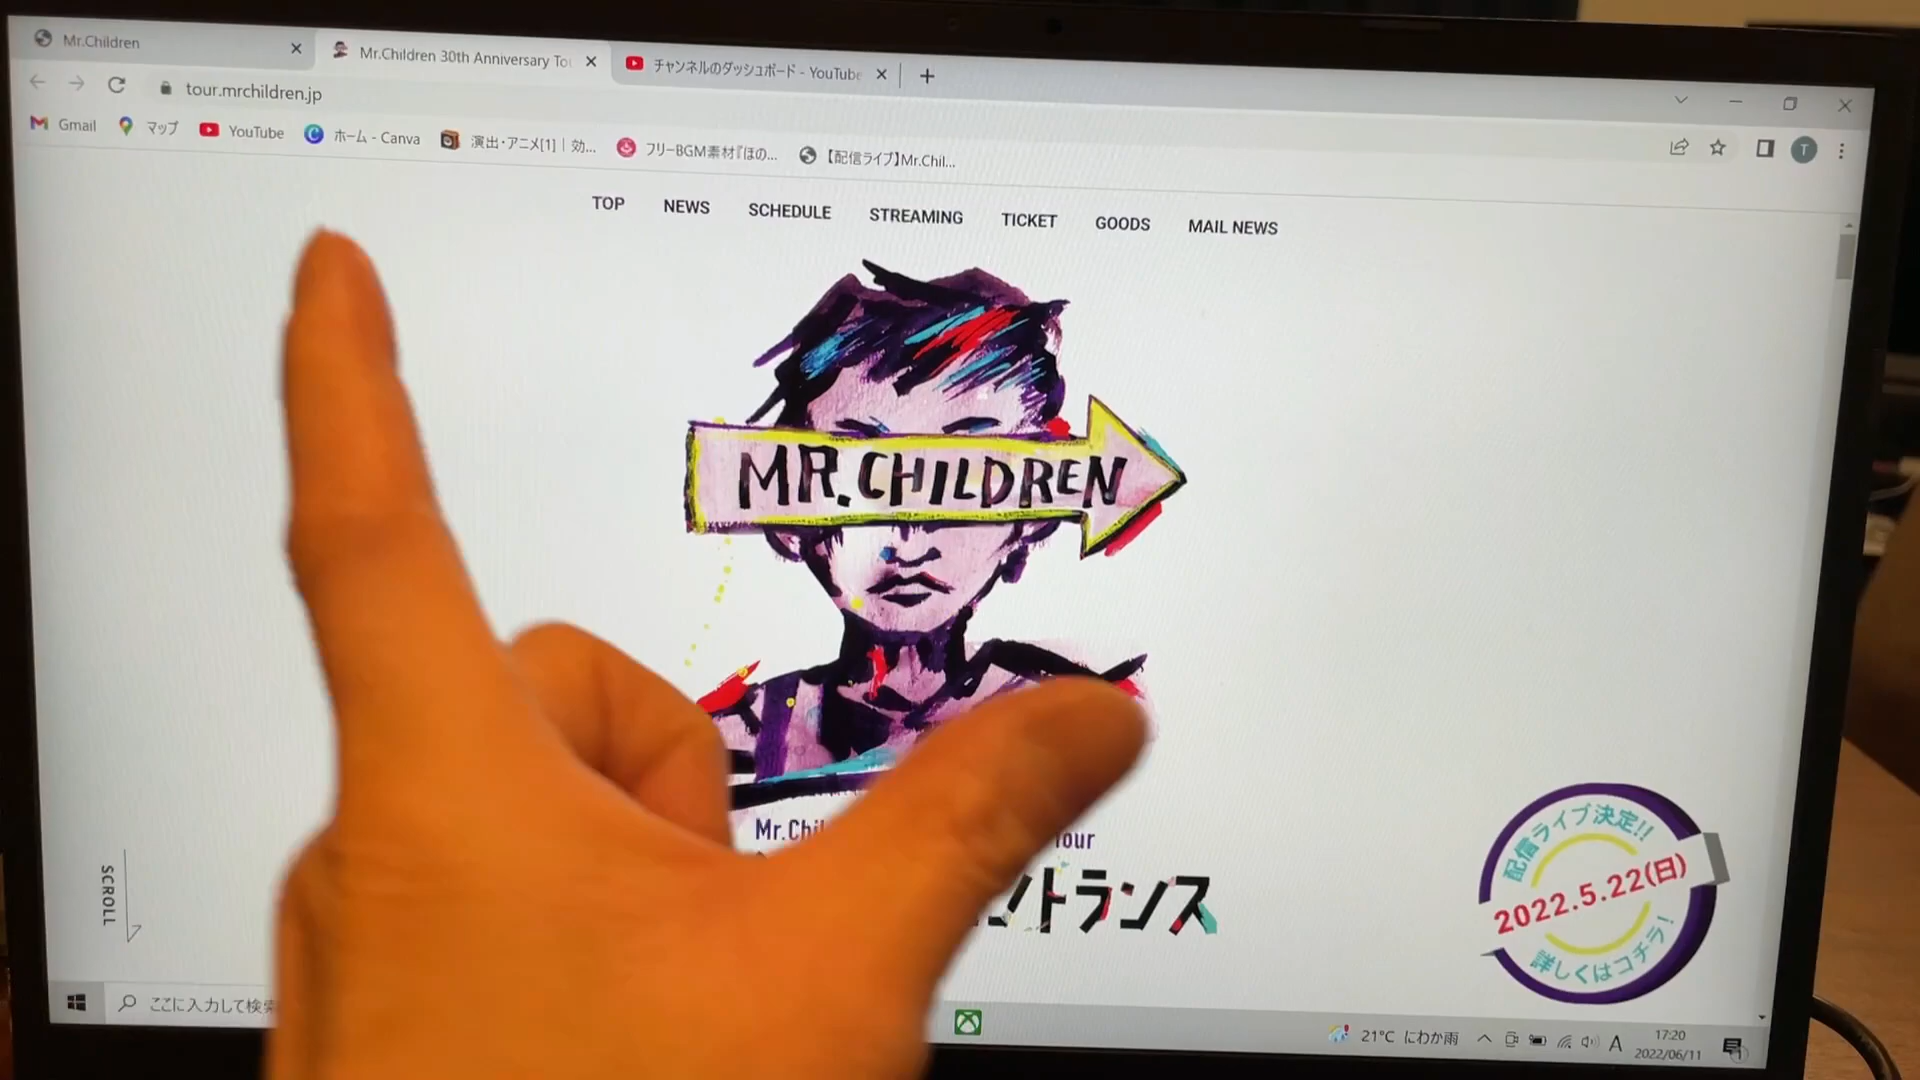 Mr.Children
Mr.Children 30th Anniversary To
チャンネルのダッシュボード - YouTube
tour.mrchildren.jp
Gmail
マップ
YouTube
ホーム - Canva
演出・アニメ[1]｜効...
フリーBGM素材『ほの...
【配信ライブ】Mr.Chil...
T
TOP
NEWS
SCHEDULE
STREAMING
TICKET
GOODS
MAIL NEWS
MR.CHILDREN
Mr.Chil
Tour
ントランス
SCROLL
配信ライブ決定!!
2022.5.22(日)
詳しくはコチラ!
ここに入力して検索
21°C にわか雨
A
17:20
2022/06/11
1